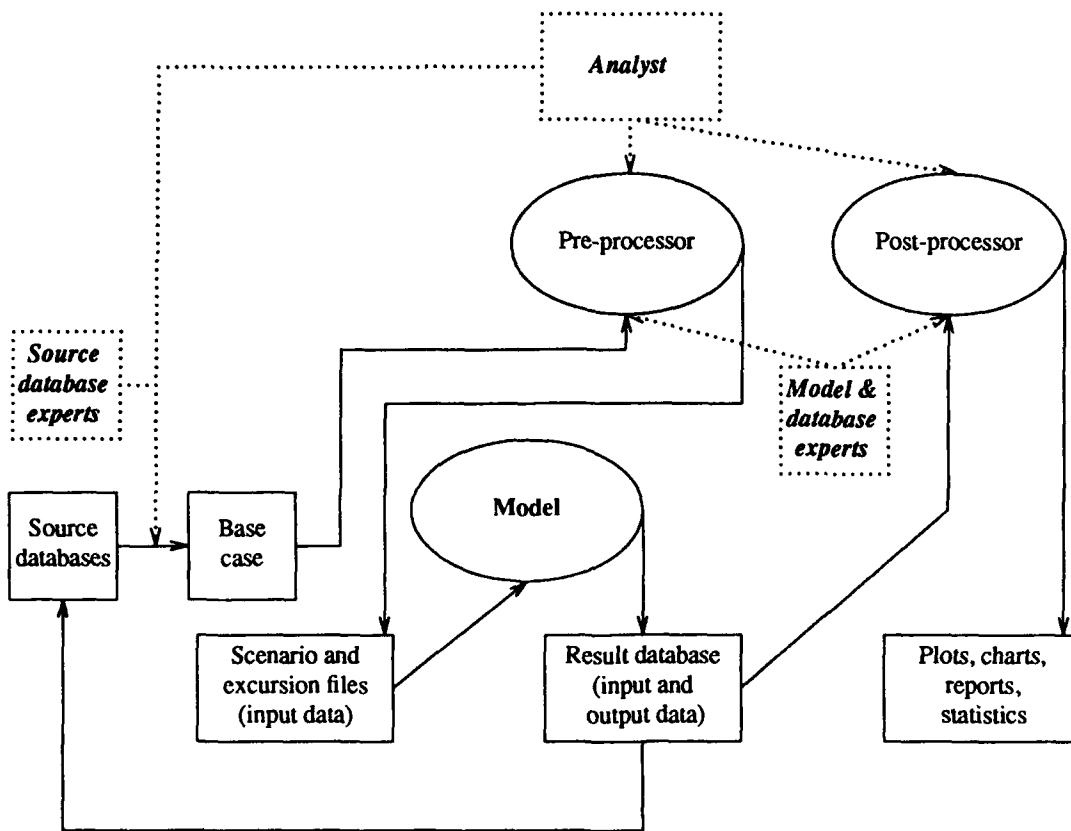 Analyst
Pre-processor
Post-processor
Source
database
experts
Model &
database
experts
Model
Source
databases
Base
case
Scenario and
excursion files
(input data)
Result database
(input and
output data)
Plots, charts,
reports,
statistics